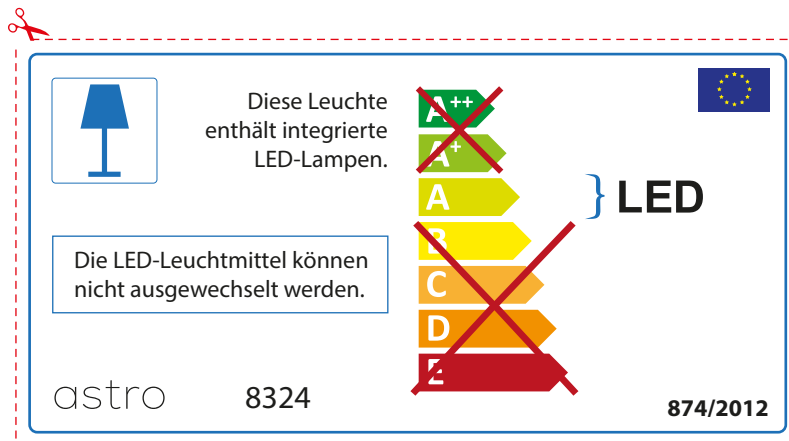 Diese Leuchte
enthält integrierte
LED-Lampen.
Die LED-Leuchtmittel können
nicht ausgewechselt werden.
A++
A+
A
B
C
D
E
LED
astro
8324
874/2012